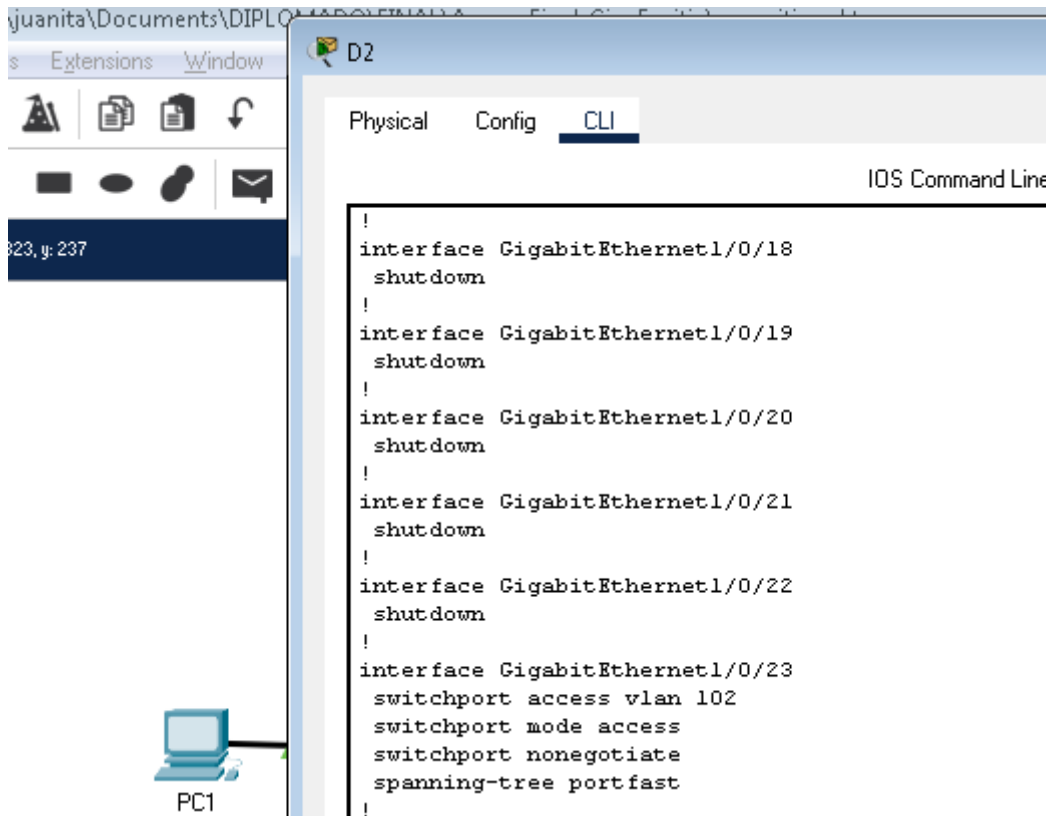 \juanita\Documents\DIPLO
s Extensions Window
D2
Physical Config CLI
IOS Command Line
323, y: 237
!
interface GigabitEthernet1/0/18
shutdown
!
interface GigabitEthernet1/0/19
shutdown
!
interface GigabitEthernet1/0/20
shutdown
!
interface GigabitEthernet1/0/21
shutdown
!
interface GigabitEthernet1/0/22
shutdown
!
interface GigabitEthernet1/0/23
switchport access vlan 102
switchport mode access
switchport nonegotiate
spanning-tree portfast
!
PC1